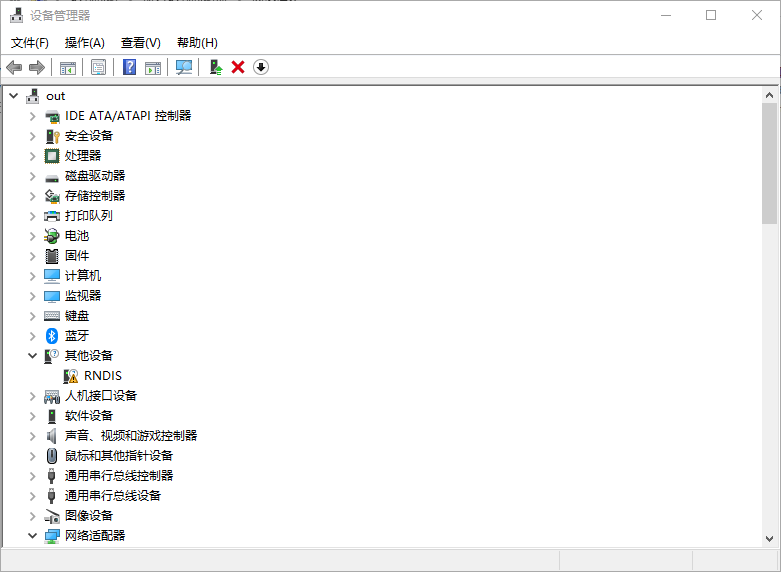 设备管理器
文件(F) 操作(A) 查看(V) 帮助(H)
out
IDE ATA/ATAPI 控制器
安全设备
处理器
磁盘驱动器
存储控制器
打印队列
电池
固件
计算机
监视器
键盘
蓝牙
其他设备
RNDIS
人机接口设备
软件设备
声音、视频和游戏控制器
鼠标和其他指针设备
通用串行总线控制器
通用串行总线设备
图像设备
网络适配器